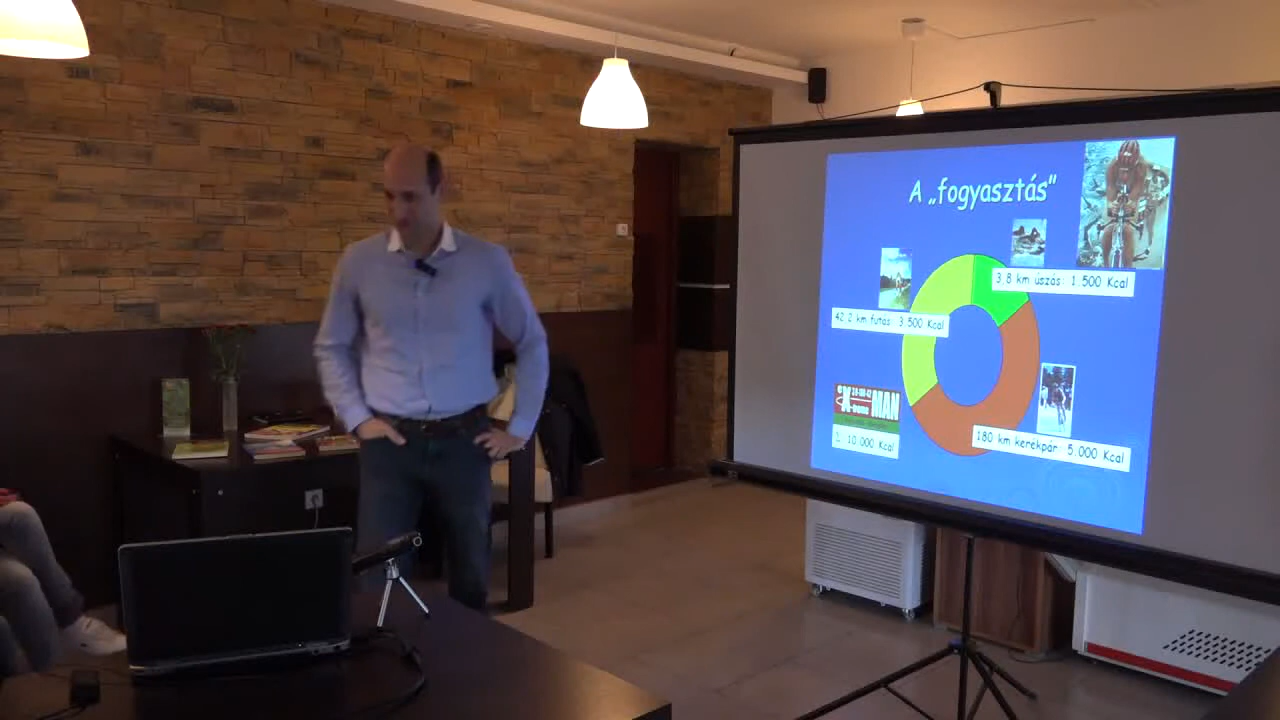 A „fogyasztás”
3,8 km úszás: 1.500 Kcal
42,2 km futás: 3.500 Kcal
MAN
10.000 Kcal
180 km kerékpár: 5.000 Kcal